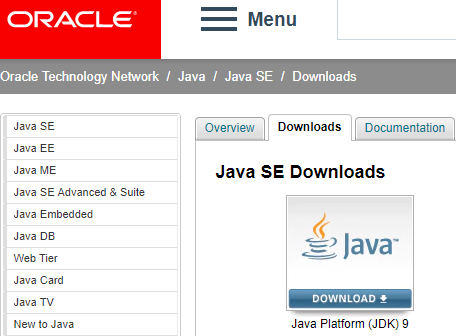 ORACLE
Menu
Oracle Technology Network / Java / Java SE / Downloads
Java SE
Java EE
Java ME
Java SE Advanced & Suite
Java Embedded
Java DB
Web Tier
Java Card
Java TV
New to Java
Overview
Downloads
Documentation
Java SE Downloads
Java™
DOWNLOAD
Java Platform (JDK) 9